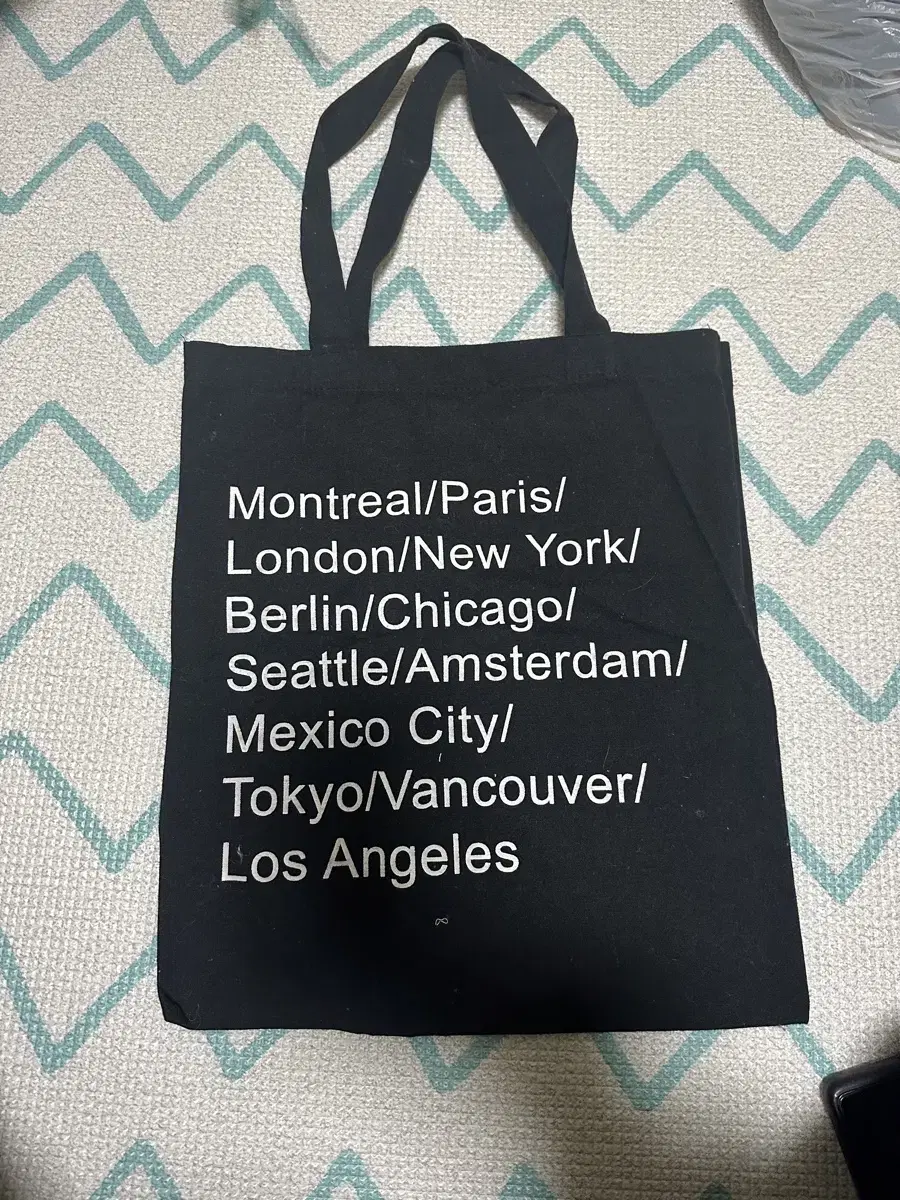 Montreal/Paris/
London/New York/
Berlin/Chicago/
Seattle/Amsterdam/
Mexico City/
Tokyo/Vancouver/
Los Angeles